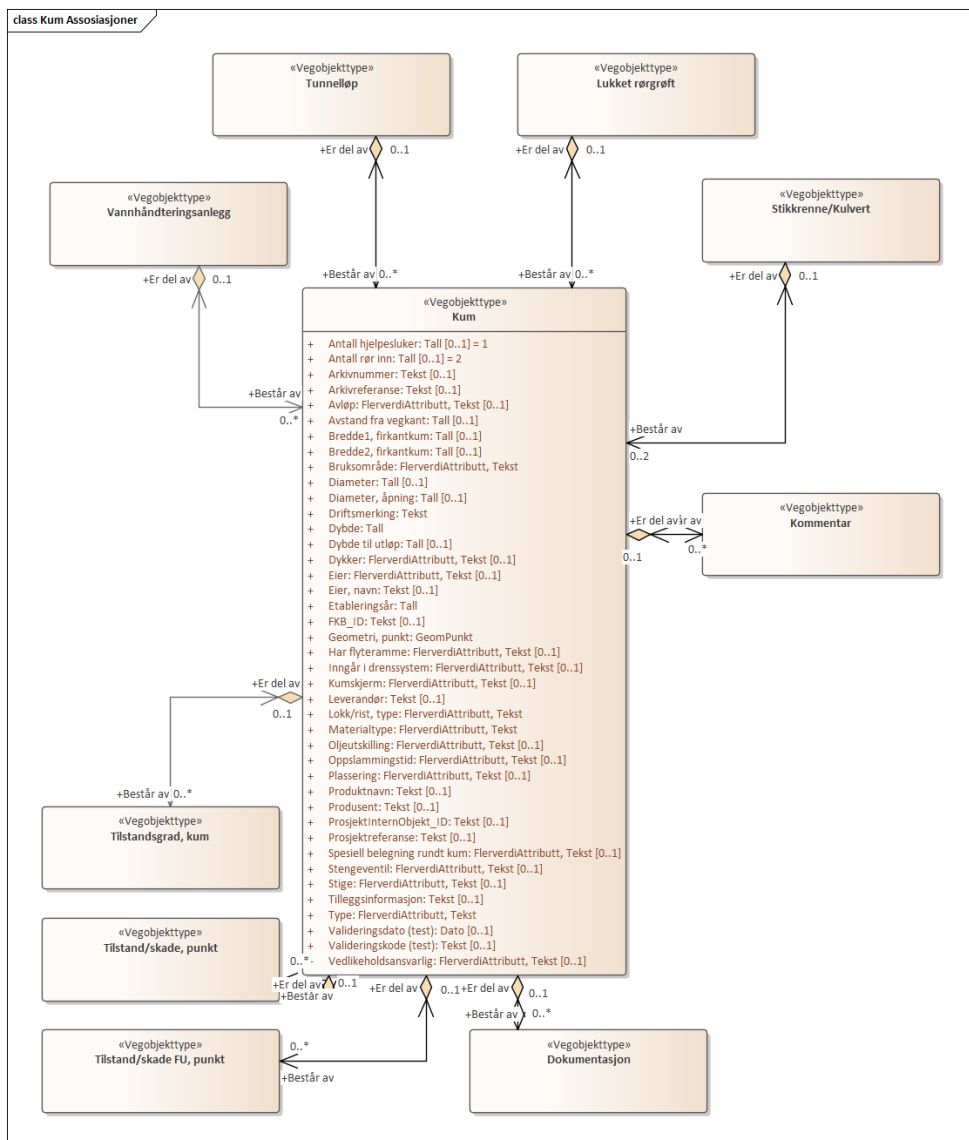 class Kum Assosiasjoner
«Vegobjekttype»
Tunnelløp
«Vegobjekttype»
Lukket rørgrøft
+Er del av
0..1
+Er del av
0..1
«Vegobjekttype»
Vannhåndteringsanlegg
«Vegobjekttype»
Stikkrenne/Kulvert
+Er del av
0..1
+Er del av
0..1
+Består av
0..*
+Består av
0..*
«Vegobjekttype»
Kum
+ Antall hjelpesluker: Tall [0..1] = 1
+ Antall rør inn: Tall [0..1] = 2
+ Arkivnummer: Tekst [0..1]
+ Arkivreferanse: Tekst [0..1]
+ Avløp: FlerverdiAttributt, Tekst [0..1]
+ Avstand fra vegkant: Tall [0..1]
+ Bredde1, firkantkum: Tall [0..1]
+ Bredde2, firkantkum: Tall [0..1]
+ Bruksområde: FlerverdiAttributt, Tekst
+ Diameter: Tall [0..1]
+ Diameter, åpning: Tall [0..1]
+ Driftsmerking: Tekst
+ Dybde: Tall
+ Dybde til utløp: Tall [0..1]
+ Dykker: FlerverdiAttributt, Tekst [0..1]
+ Eier: FlerverdiAttributt, Tekst [0..1]
+ Eier, navn: Tekst [0..1]
+ Etableringsår: Tall
+ FKB_ID: Tekst [0..1]
+ Geometri, punkt: GeomPunkt
+ Har flyteramme: FlerverdiAttributt, Tekst [0..1]
+ Inngår i drenssystem: FlerverdiAttributt, Tekst [0..1]
+ Kumskjerm: FlerverdiAttributt, Tekst [0..1]
+ Leverandør: Tekst [0..1]
+ Lokk/rist, type: FlerverdiAttributt, Tekst
+ Materialtype: FlerverdiAttributt, Tekst
+ Oljeutskilling: FlerverdiAttributt, Tekst [0..1]
+ Oppslammingstid: FlerverdiAttributt, Tekst [0..1]
+ Plassering: FlerverdiAttributt, Tekst [0..1]
+ Produktnavn: Tekst [0..1]
+ Produsent: Tekst [0..1]
+ ProsjektInternObjekt_ID: Tekst [0..1]
+ Prosjektreferanse: Tekst [0..1]
+ Spesiell belegning rundt kum: FlerverdiAttributt, Tekst [0..1]
+ Stengeventil: FlerverdiAttributt, Tekst [0..1]
+ Stige: FlerverdiAttributt, Tekst [0..1]
+ Tilleggsinformasjon: Tekst [0..1]
+ Type: FlerverdiAttributt, Tekst
+ Valideringsdato (test): Dato [0..1]
+ Valideringskode (test): Tekst [0..1]
Vedlikeholdsansvarlig: FlerverdiAttributt, Tekst [0..1]
+Består av
0..*
+Består av
0..2
«Vegobjekttype»
Kommentar
+Er del av
år av
0..1
0..*
+Er del av
0..1
+Består av
0..*
«Vegobjekttype»
Tilstandsgrad, kum
«Vegobjekttype»
Tilstand/skade, punkt
0..*
+Er del av
0..1
+Består av
+Er del av
0..1
+Er del av
0..1
«Vegobjekttype»
Tilstand/skade FU, punkt
0..*
+Består av
+Består av
0..*
«Vegobjekttype»
Dokumentasjon